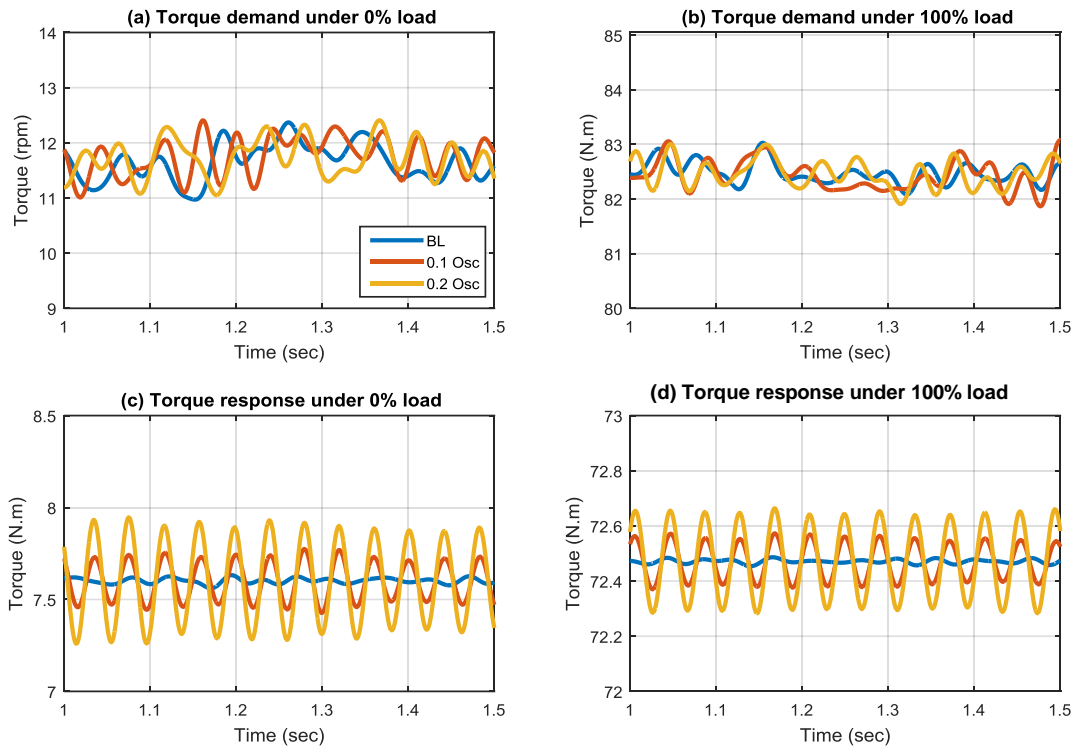 (a) Torque demand under 0% load
14
13
12
11
10
9
Torque (rpm)
BL
0.1 Osc
0.2 Osc
1 1.1 1.2 1.3 1.4 1.5
Time (sec)
(b) Torque demand under 100% load
85
84
83
82
81
80
Torque (N.m)
1 1.1 1.2 1.3 1.4 1.5
Time (sec)
(c) Torque response under 0% load
8.5
8
7.5
7
Torque (N.m)
1 1.1 1.2 1.3 1.4 1.5
Time (sec)
(d) Torque response under 100% load
73
72.8
72.6
72.4
72.2
72
Torque (N.m)
1 1.1 1.2 1.3 1.4 1.5
Time (sec)